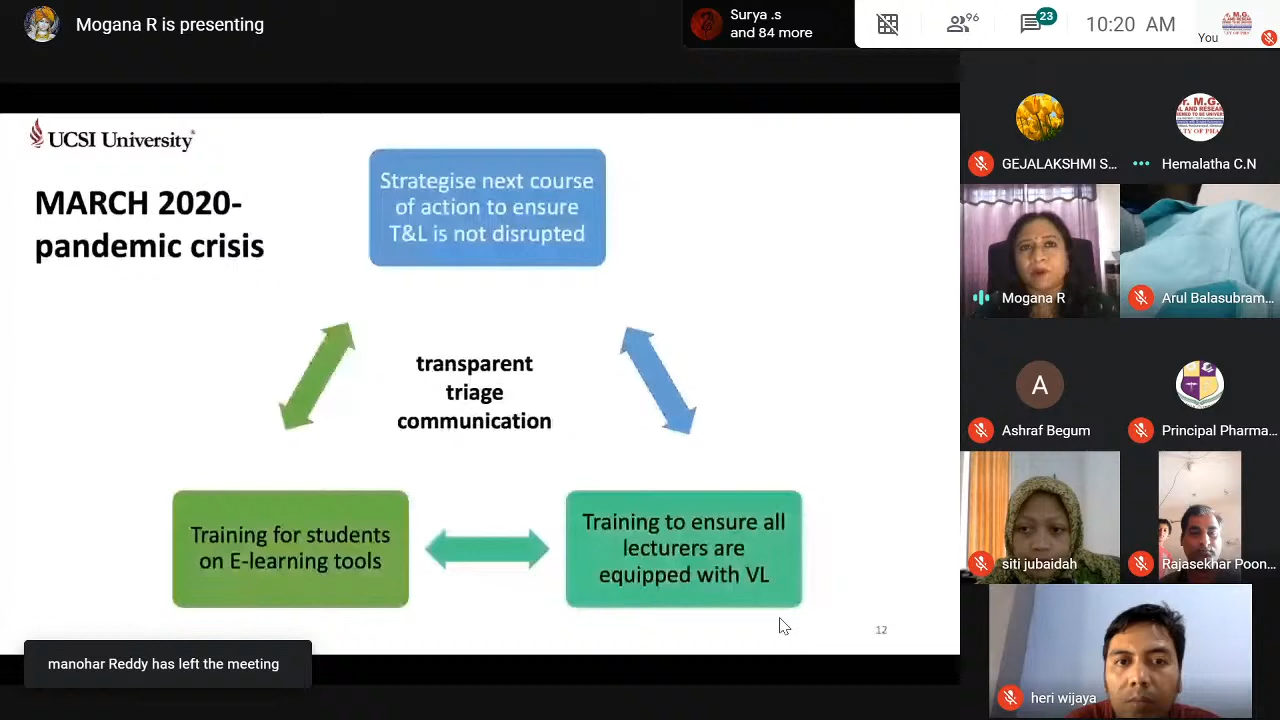 Mogana R is presenting
Surya .s
and 84 more
96
23
10:20 AM
You
UCSI University
MARCH 2020-
pandemic crisis
Strategise next course
of action to ensure
T&L is not disrupted
transparent
triage
communication
Training for students
on E-learning tools
Training to ensure all
lecturers are
equipped with VL
12
manohar Reddy has left the meeting
GEJALAKSHMI S...
Hemalatha C.N
Mogana R
Arul Balasubram...
A
Ashraf Begum
Principal Pharma...
siti jubaidah
Rajasekhar Poon...
heri wijaya